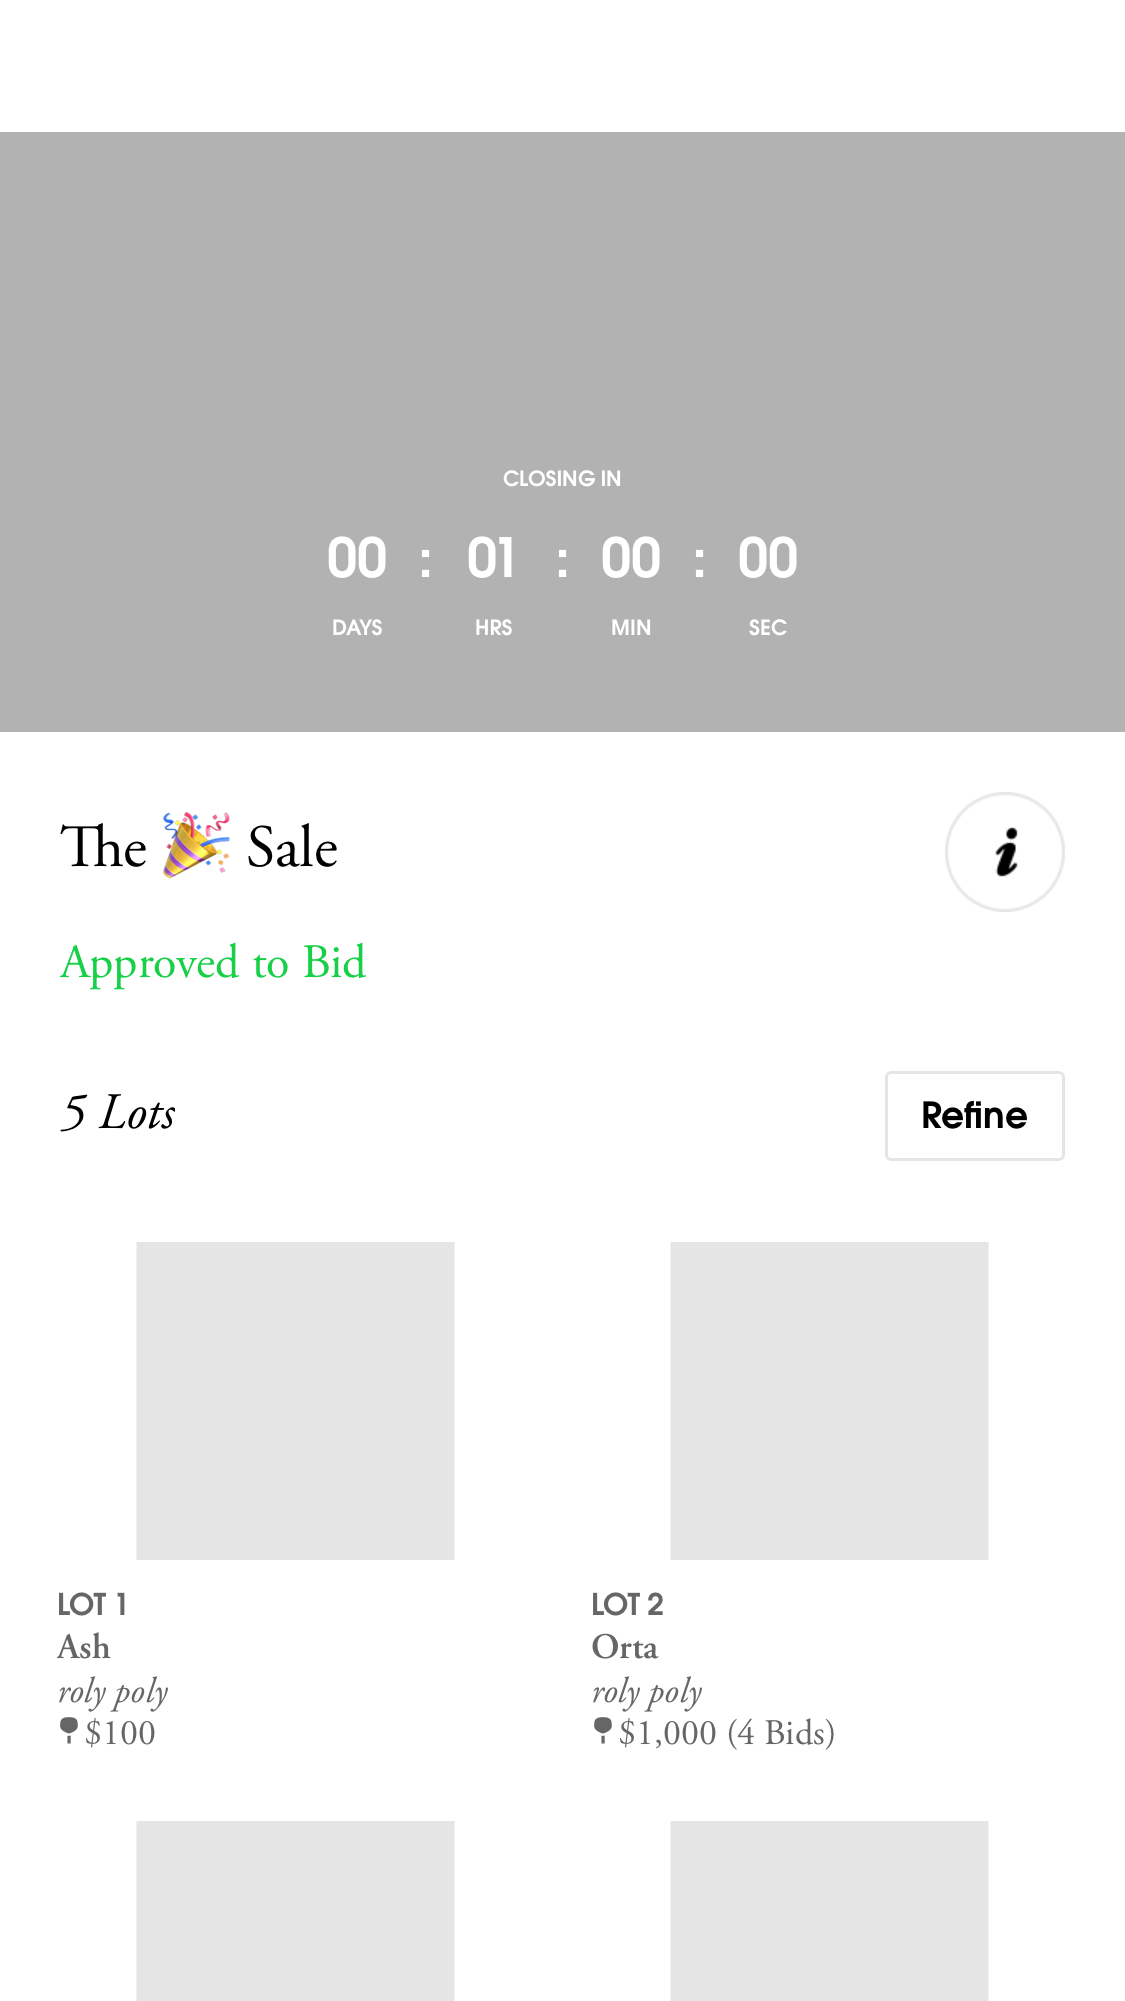 CLOSING IN
00 : 01 : 00 : 00
DAYS HRS MIN SEC
The 🎉 Sale
i
Approved to Bid
5 Lots
Refine
LOT 1
Ash
roly poly
$100
LOT 2
Orta
roly poly
$1,000 (4 Bids)